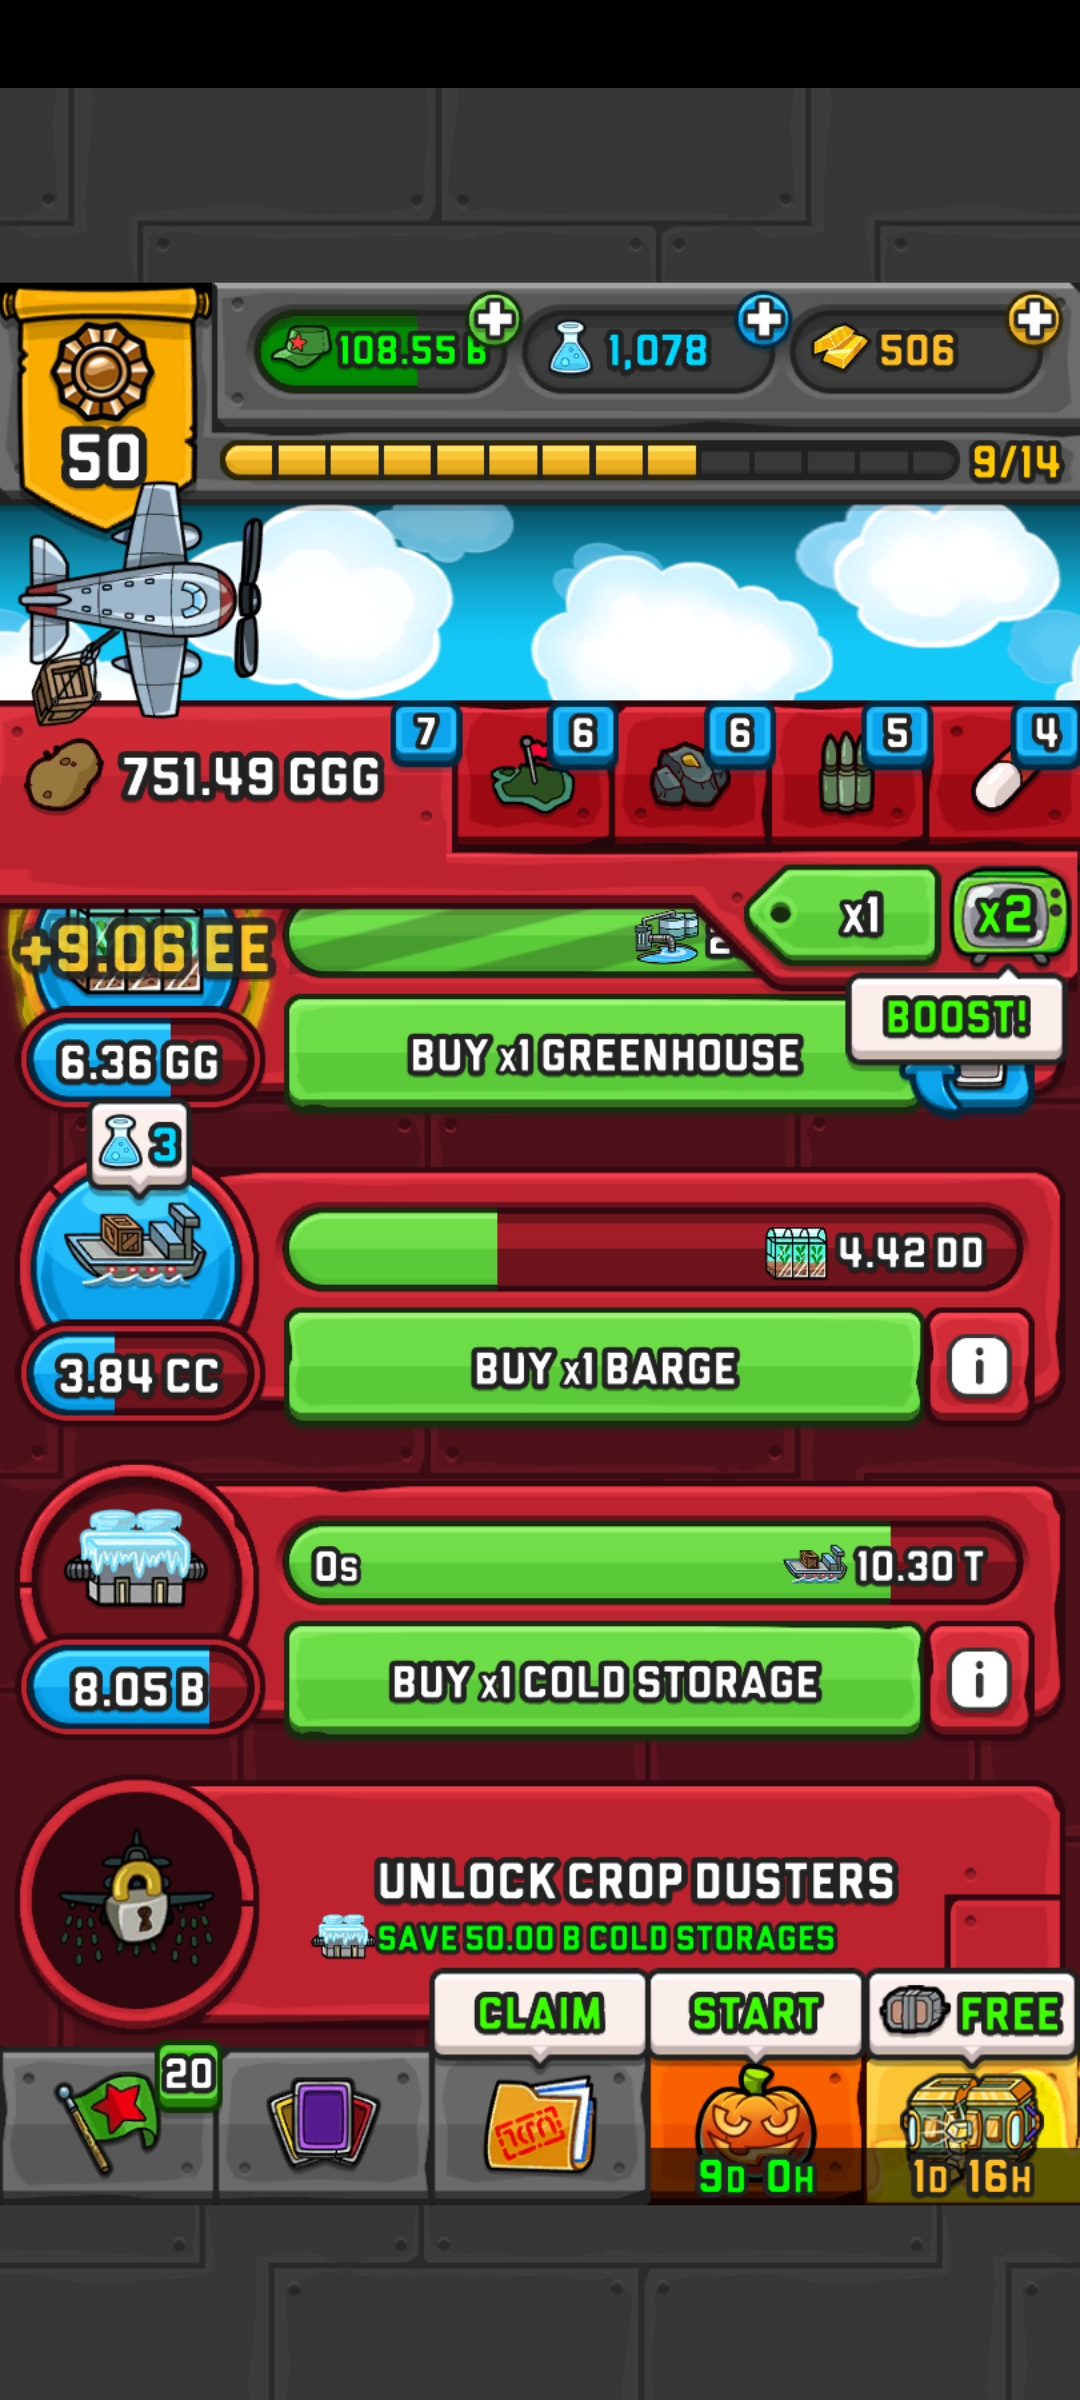 108.55 B
1,078
506
50
9/14
7
6
6
5
4
751.49 GGG
x1
x2
+9.06 EE
BOOST!
6.36 GG
BUY x1 GREENHOUSE
3
4.42 DD
3.84 CC
BUY x1 BARGE
i
0s
10.30 T
8.05 B
BUY x1 COLD STORAGE
i
UNLOCK CROP DUSTERS
SAVE 50.00 B COLD STORAGES
CLAIM
START
FREE
20
9D 0H
1D 16H